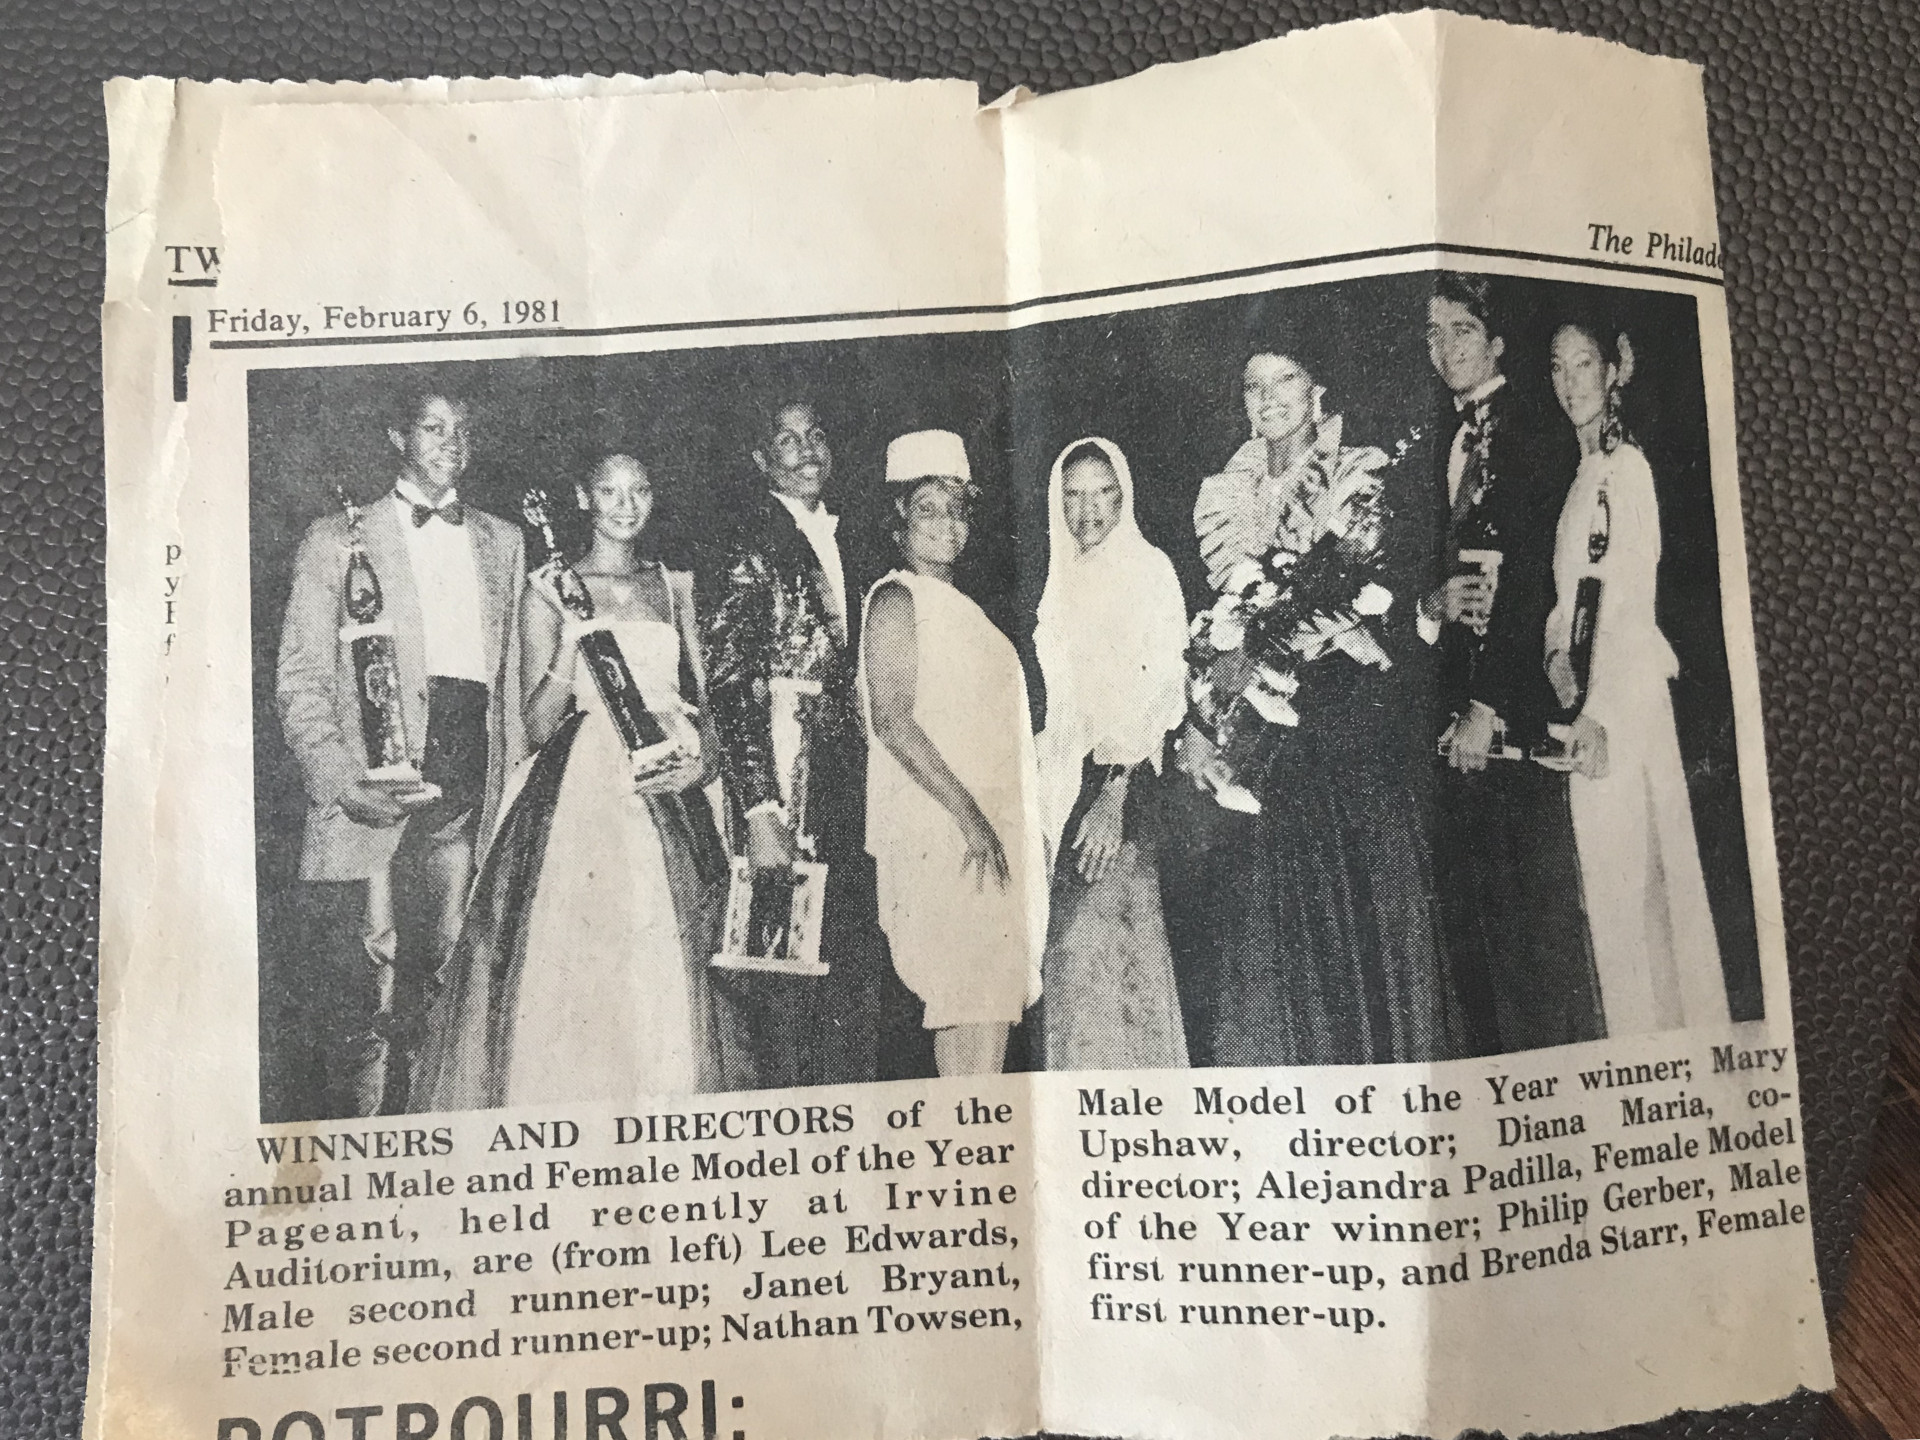 TW
The Philad
Friday, February 6, 1981
p
y
f
WINNERS AND DIRECTORS of the
annual Male and Female Model of the Year
Pageant, held recently at Irvine
Auditorium, are (from left) Lee Edwards,
Male second runner-up; Janet Bryant,
Female second runner-up; Nathan Towsen,
Male Model of the Year winner; Mary
Upshaw, director; Diana Maria, co-
director; Alejandra Padilla, Female Model
of the Year winner; Philip Gerber, Male
first runner-up, and Brenda Starr, Female
first runner-up.
POTPOURRI: